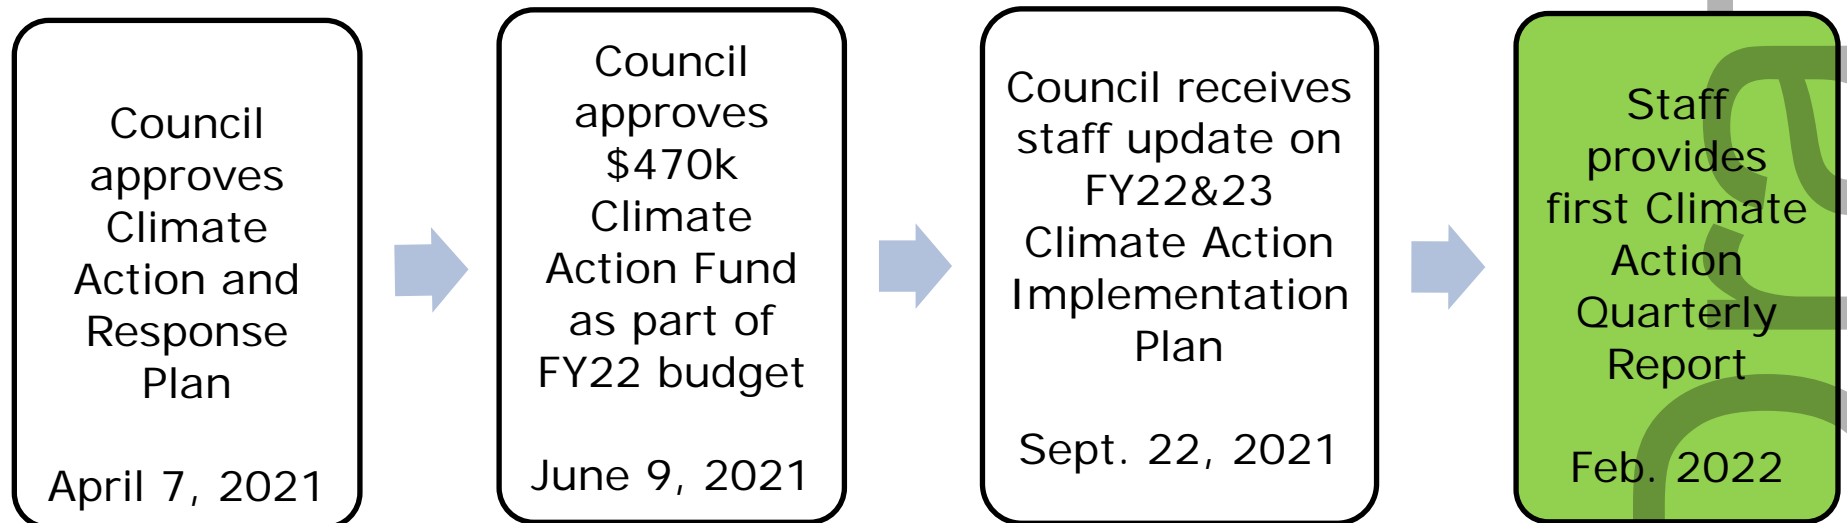 Council
approves
Climate
Action and
Response
Plan
April 7, 2021
Council
approves
$470k
Climate
Action Fund
as part of
FY22 budget
June 9, 2021
Council receives
staff update on
FY22&23
Climate Action
Implementation
Plan
Sept. 22, 2021
Staff
provides
first Climate
Action
Quarterly
Report
Feb. 2022